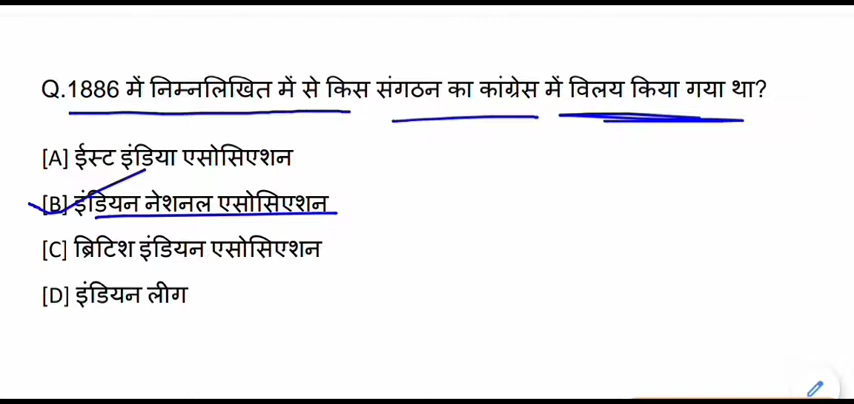 Q.1886 में निम्नलिखित में से किस संगठन का कांग्रेस में विलय किया गया था?
[A] ईस्ट इंडिया एसोसिएशन
[B] इंडियन नेशनल एसोसिएशन
[C] ब्रिटिश इंडियन एसोसिएशन
[D] इंडियन लीग